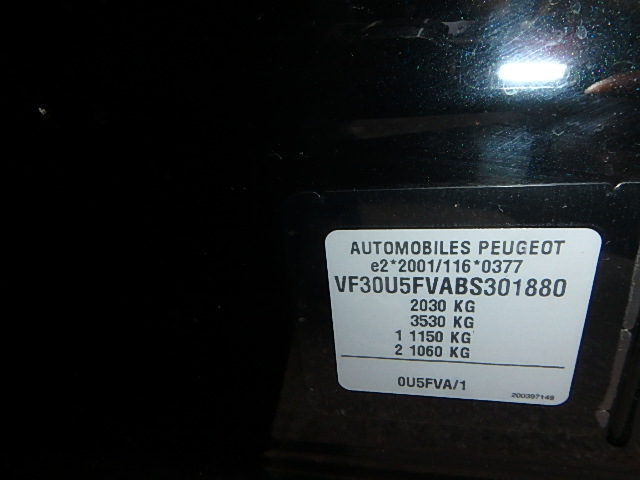 AUTOMOBILES PEUGEOT
e2*2001/116*0377
VF30U5FVABS301880
2030 KG
3530 KG
1 1150 KG
2 1060 KG
0U5FVA/1
200397149